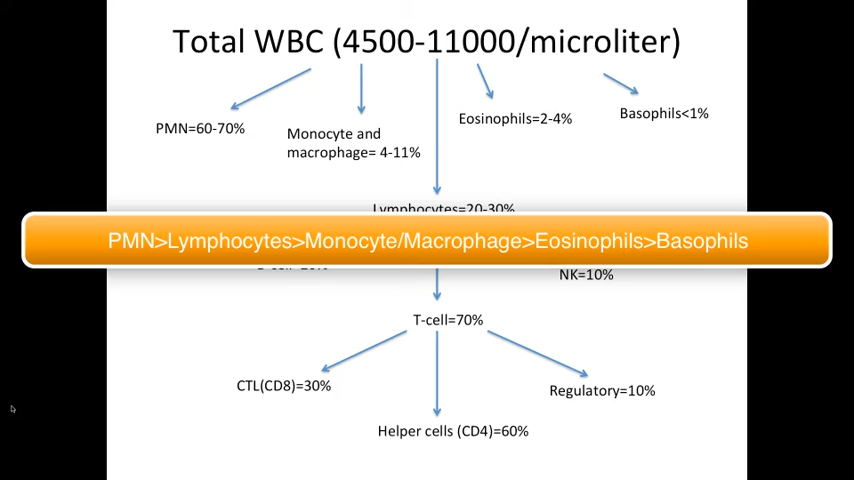 Total WBC (4500-11000/microliter)
PMN=60-70%
Monocyte and
macrophage= 4-11%
Eosinophils=2-4%
Basophils<1%
Lymphocytes=20-30%
PMN>Lymphocytes>Monocyte/Macrophage>Eosinophils>Basophils
NK=10%
T-cell=70%
CTL(CD8)=30%
Regulatory=10%
Helper cells (CD4)=60%